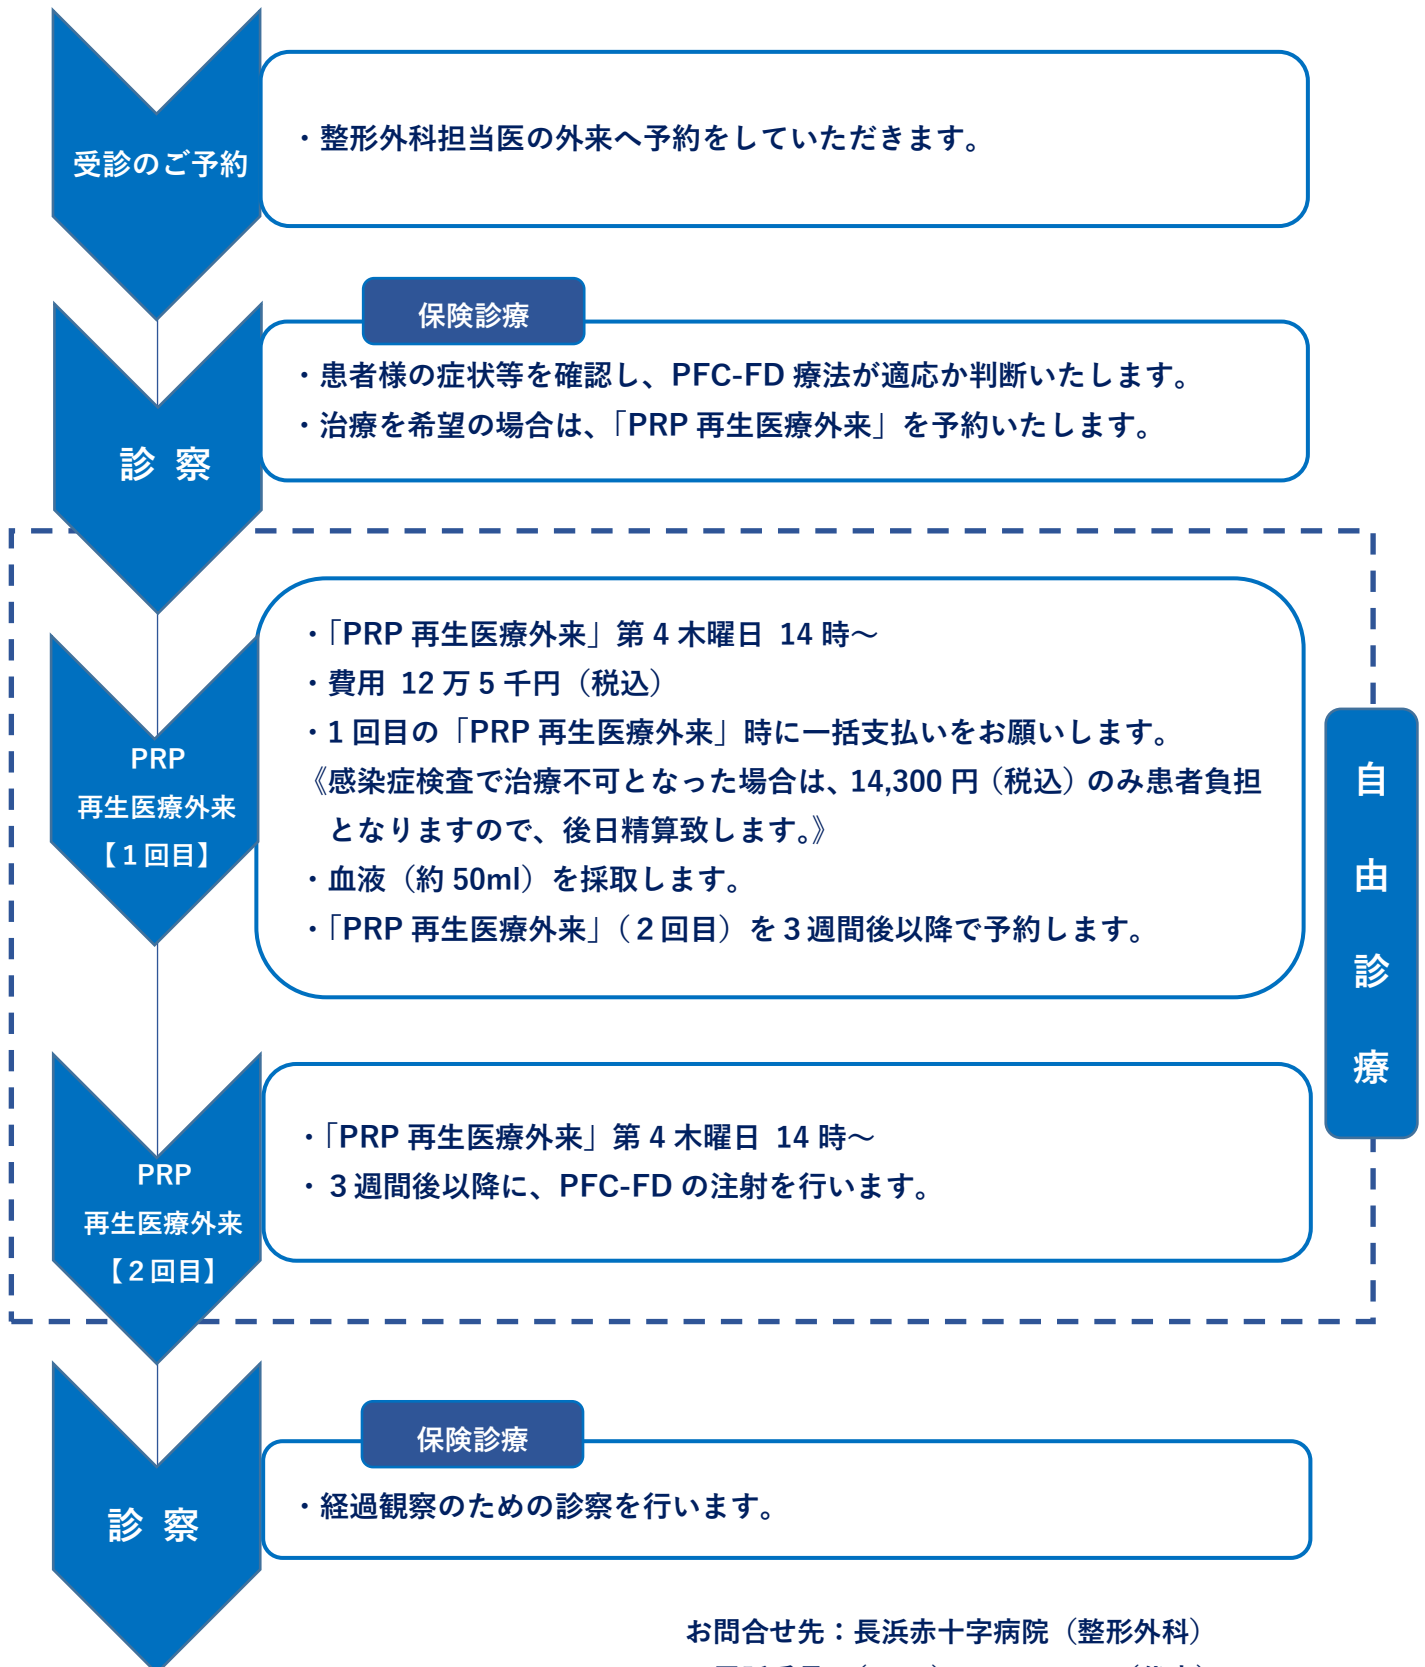 受診のご予約
・整形外科担当医の外来へ予約をしていただきます。
保険診療
診 察
・患者様の症状等を確認し、PFC-FD 療法が適応か判断いたします。
・治療を希望の場合は、「PRP 再生医療外来」を予約いたします。
自由診療
PRP
再生医療外来
【１回目】
・「PRP 再生医療外来」第 4 木曜日 14 時～
・費用 12 万 5 千円（税込）
・1 回目の「PRP 再生医療外来」時に一括支払いをお願いします。
《感染症検査で治療不可となった場合は、14,300 円（税込）のみ患者負担
となりますので、後日精算致します。》
・血液（約 50ml）を採取します。
・「PRP 再生医療外来」（２回目）を３週間後以降で予約します。
PRP
再生医療外来
【２回目】
・「PRP 再生医療外来」第 4 木曜日 14 時～
・３週間後以降に、PFC-FD の注射を行います。
保険診療
診 察
・経過観察のための診察を行います。
お問合せ先：長浜赤十字病院（整形外科）